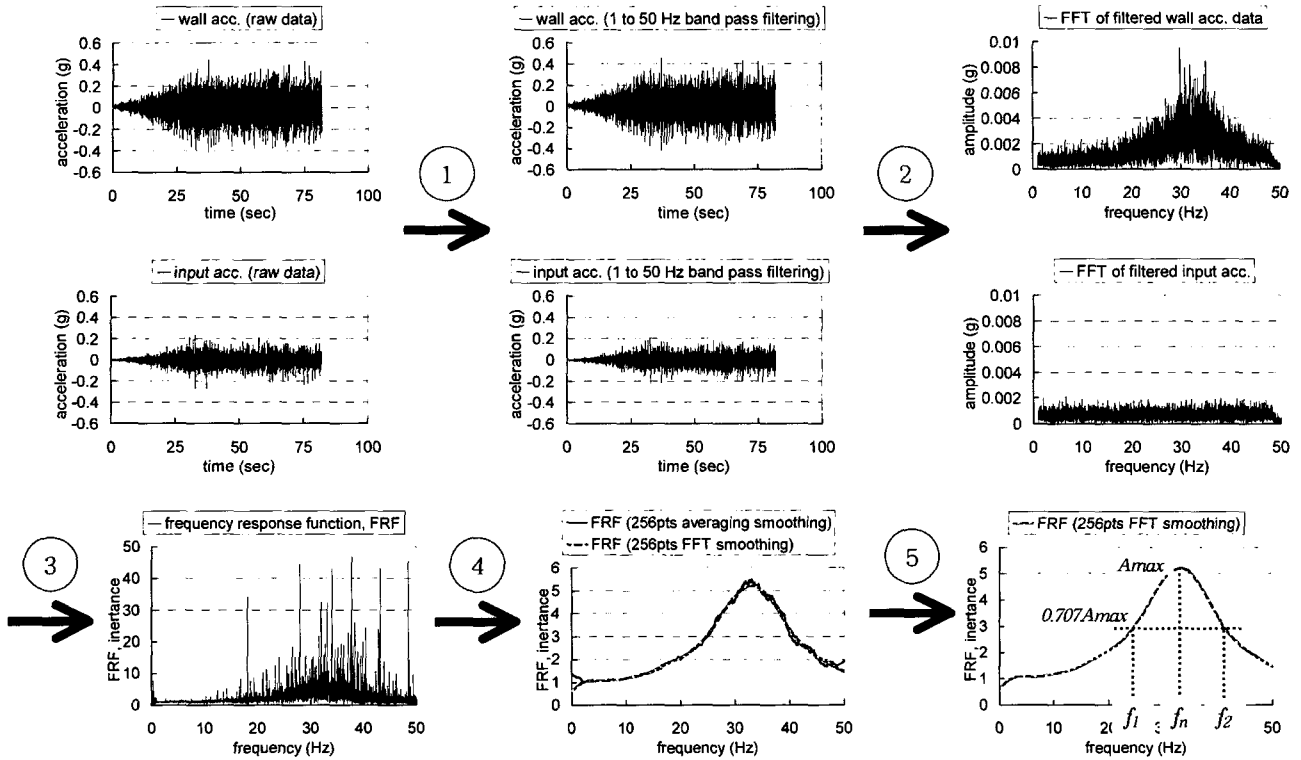 wall acc. (raw data)
acceleration (g)
0.6
0.4
0.2
0
-0.2
-0.4
-0.6
0 25 50 75 100
time (sec)
1
wall acc. (1 to 50 Hz band pass filtering)
acceleration (g)
0.6
0.4
0.2
0
-0.2
-0.4
-0.6
0 25 50 75 100
time (sec)
2
FFT of filtered wall acc. data
amplitude (g)
0.01
0.008
0.006
0.004
0.002
0
0 10 20 30 40 50
frequency (Hz)
input acc. (raw data)
acceleration (g)
0.6
0.4
0.2
0
-0.2
-0.4
-0.6
0 25 50 75 100
time (sec)
input acc. (1 to 50 Hz band pass filtering)
acceleration (g)
0.6
0.4
0.2
0
-0.2
-0.4
-0.6
0 25 50 75 100
time (sec)
FFT of filtered input acc.
amplitude (g)
0.01
0.008
0.006
0.004
0.002
0
0 10 20 30 40 50
frequency (Hz)
3
frequency response function, FRF
FRF, inertance
50
40
30
20
10
0
0 10 20 30 40 50
frequency (Hz)
4
FRF (256pts averaging smoothing)
FRF (256pts FFT smoothing)
FRF, inertance
6
5
4
3
2
1
0
0 10 20 30 40 50
frequency (Hz)
5
FRF (256pts FFT smoothing)
FRF, inertance
6
5
4
3
2
1
0
Amax
0.707Amax
0 10 20 f1 fn f2 50
frequency (Hz)